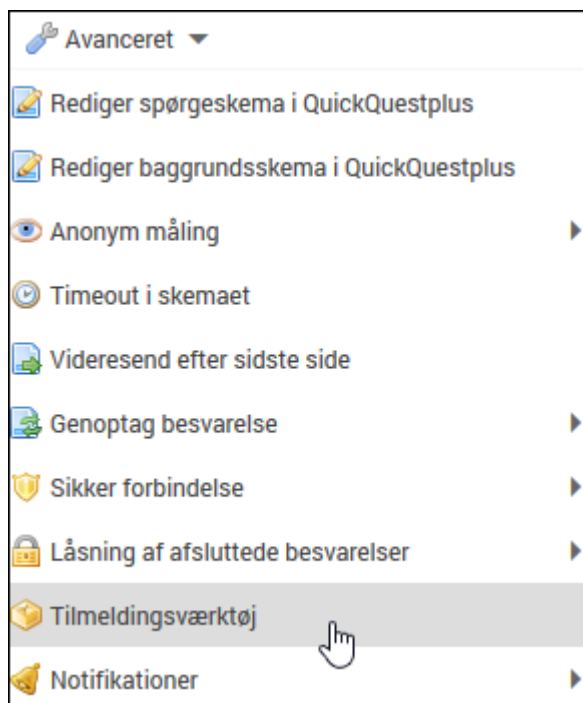 Avanceret
Rediger spørgeskema i QuickQuestplus
Rediger baggrundsskema i QuickQuestplus
Anonym måling
Timeout i skemaet
Videresend efter sidste side
Genoptag besvarelse
Sikker forbindelse
Låsning af afsluttede besvarelser
Tilmeldingsværktøj
Notifikationer